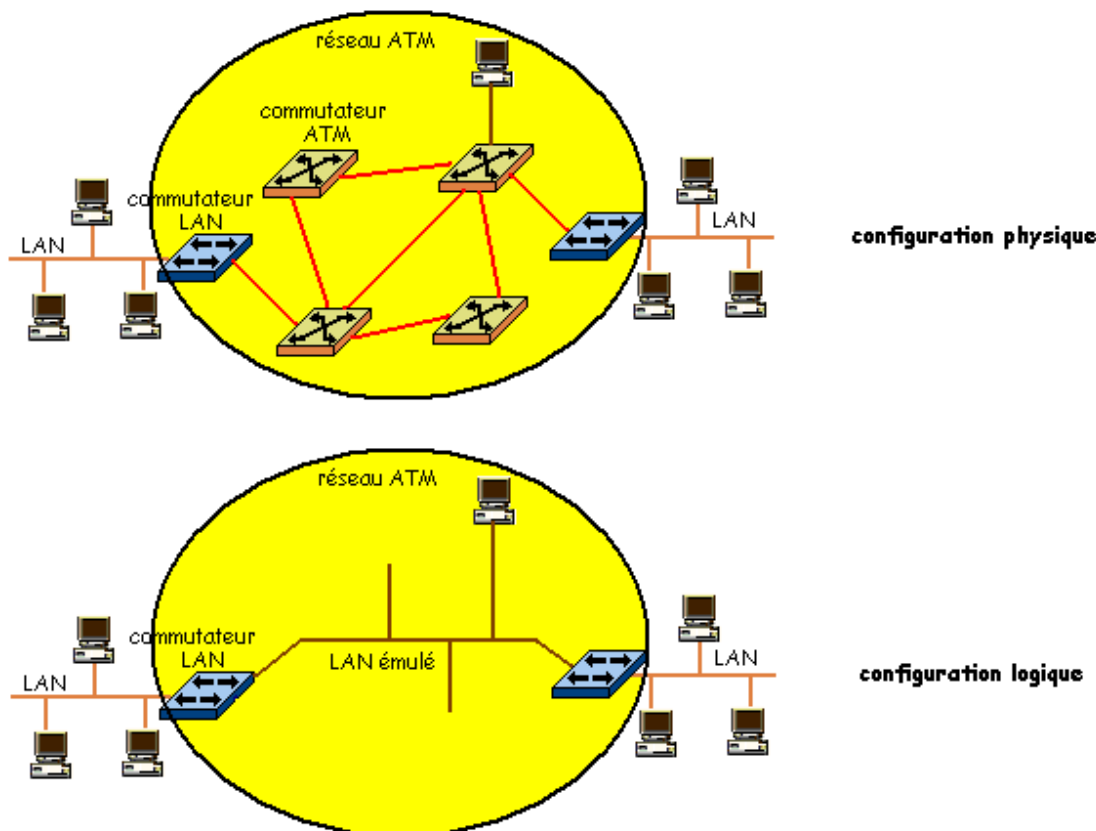 réseau ATM
commutateur
ATM
commutateur
LAN
LAN
LAN
configuration physique
réseau ATM
commutateur
LAN
LAN
LAN émulé
LAN
configuration logique